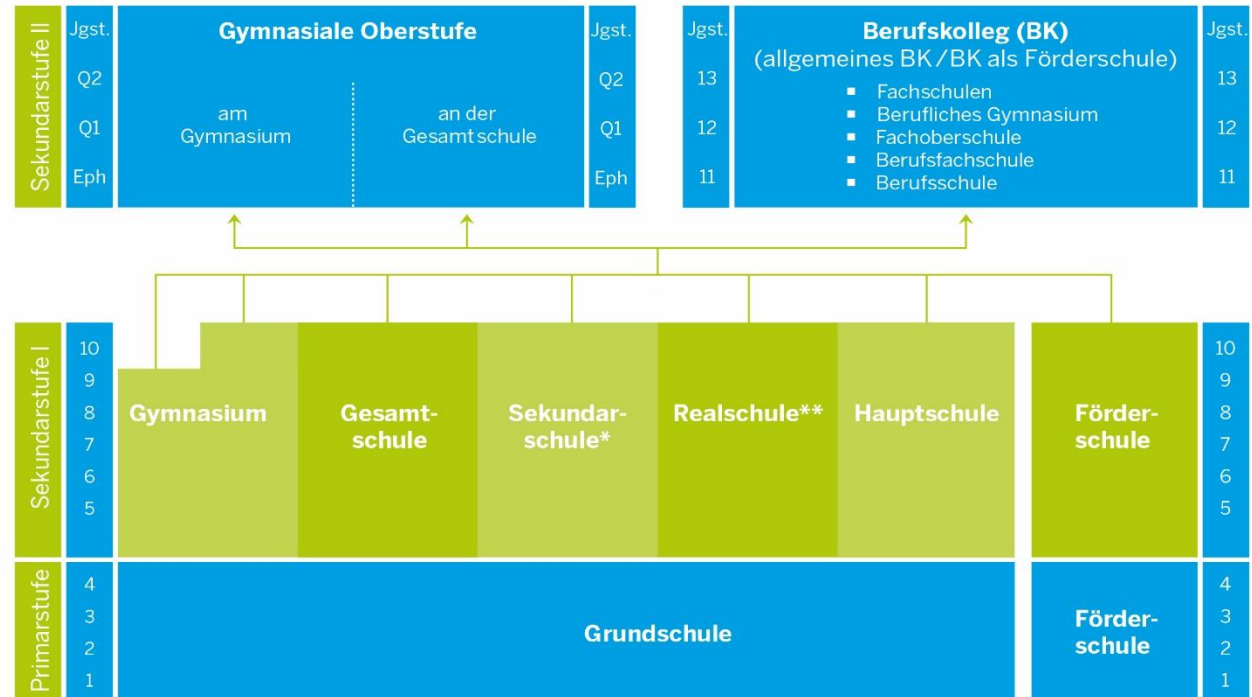 Sekundarstufe II
Jgst.
Q2
Q1
Eph
Gymnasiale Oberstufe
am
Gymnasium
an der
Gesamtschule
Jgst.
Q2
Q1
Eph
Jgst.
13
12
11
Berufskolleg (BK)
(allgemeines BK/BK als Förderschule)
▪ Fachschulen
▪ Berufliches Gymnasium
▪ Fachoberschule
▪ Berufsfachschule
▪ Berufsschule
Jgst.
13
12
11
Sekundarstufe I
10
9
8
7
6
5
Gymnasium
Gesamt-
schule
Sekundar-
schule*
Realschule**
Hauptschule
Förder-
schule
10
9
8
7
6
5
Primarstufe
4
3
2
1
Grundschule
Förder-
schule
4
3
2
1